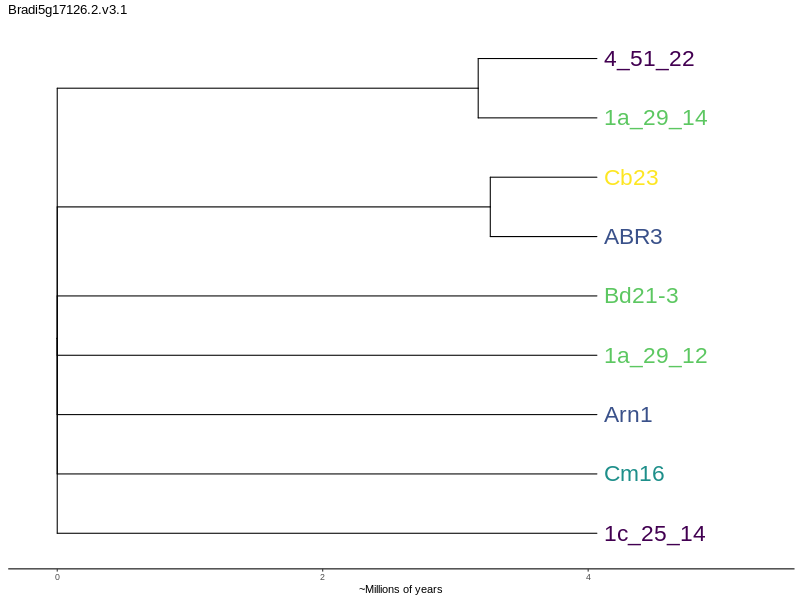 Bradi5g17126.2.v3.1
4_51_22
1a_29_14
Cb23
ABR3
Bd21-3
1a_29_12
Arn1
Cm16
1c_25_14
0 2 4
~Millions of years